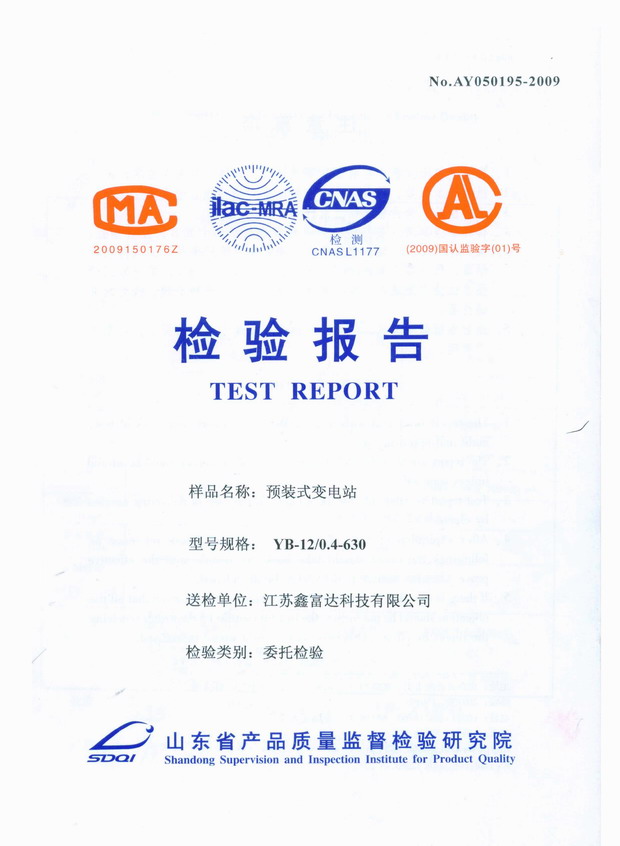 No.AY050195-2009
MA
ilac-MRA
CNAS
CAL
2009150176Z
检 测
CNAS L1177
(2009)国认监验字(01)号
检验报告
TEST REPORT
样品名称：预装式变电站
型号规格： YB-12/0.4-630
送检单位：江苏鑫富达科技有限公司
检验类别：委托检验
SDQI
山东省产品质量监督检验研究院
Shandong Supervision and Inspection Institute for Product Quality